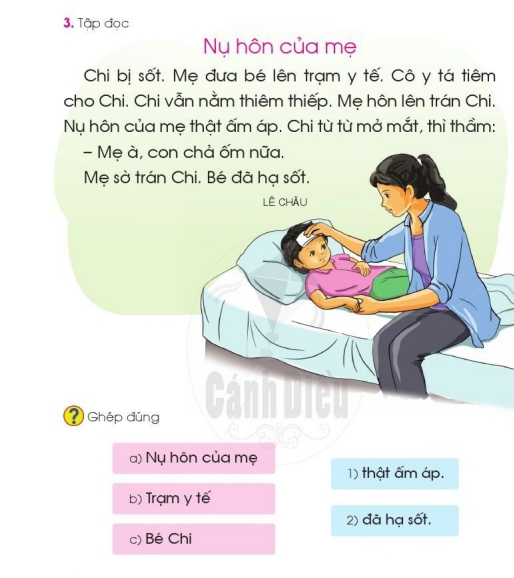 3. Tập đọc
Nụ hôn của mẹ
Chi bị sốt. Mẹ đưa bé lên trạm y tế. Cô y tá tiêm
cho Chi. Chi vẫn nằm thiêm thiếp. Mẹ hôn lên trán Chi.
Nụ hôn của mẹ thật ấm áp. Chi từ từ mở mắt, thì thầm:
– Mẹ à, con chả ốm nữa.
Mẹ sờ trán Chi. Bé đã hạ sốt.
LÊ CHÂU
Cánh Diều
? Ghép đúng
a) Nụ hôn của mẹ
b) Trạm y tế
c) Bé Chi
1) thật ấm áp.
2) đã hạ sốt.